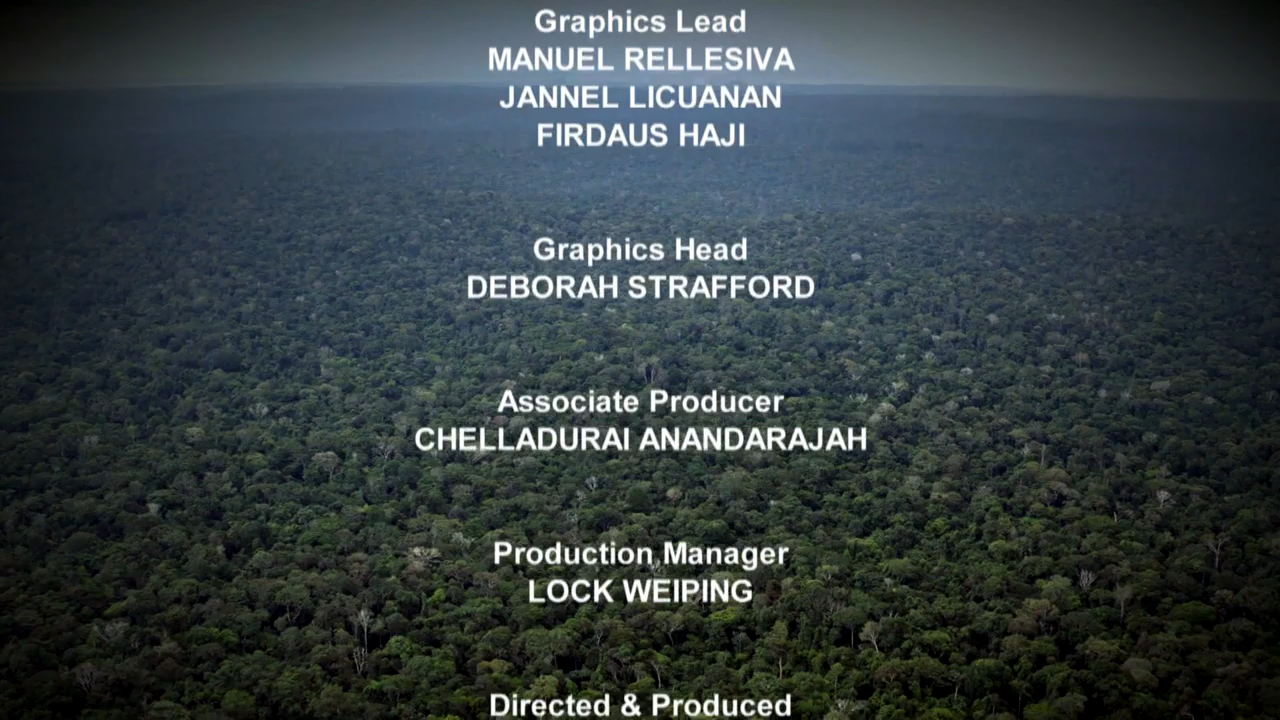 Graphics Lead
MANUEL RELLESIVA
JANNEL LICUANAN
FIRDAUS HAJI
Graphics Head
DEBORAH STRAFFORD
Associate Producer
CHELLADURAI ANANDARAJAH
Production Manager
LOCK WEIPING
Directed & Produced